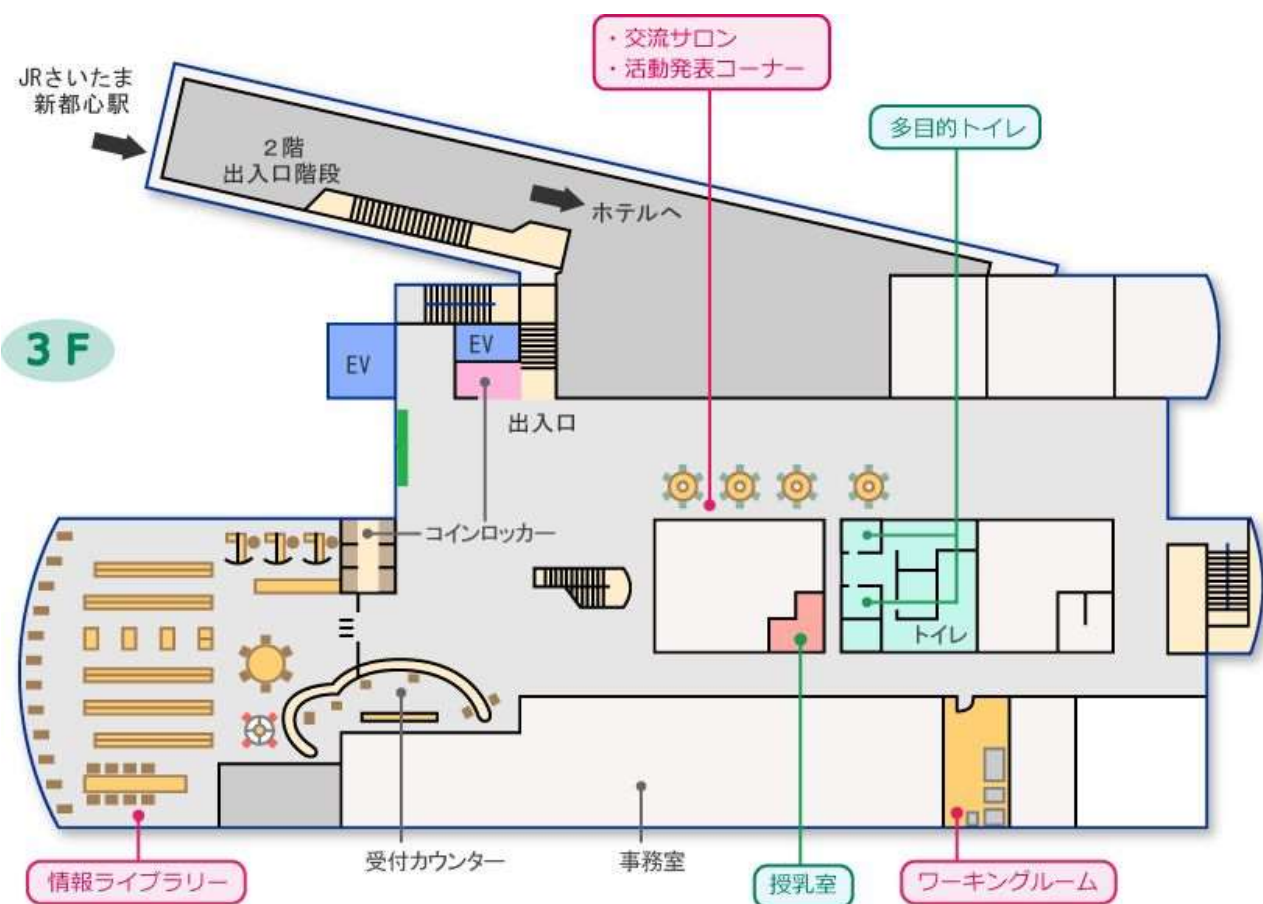 ・交流サロン
・活動発表コーナー
JRさいたま
新都心駅
多目的トイレ
２階
出入口階段
ホテルへ
3F
EV
EV
出入口
コインロッカー
トイレ
受付カウンター
事務室
情報ライブラリー
授乳室
ワーキングルーム